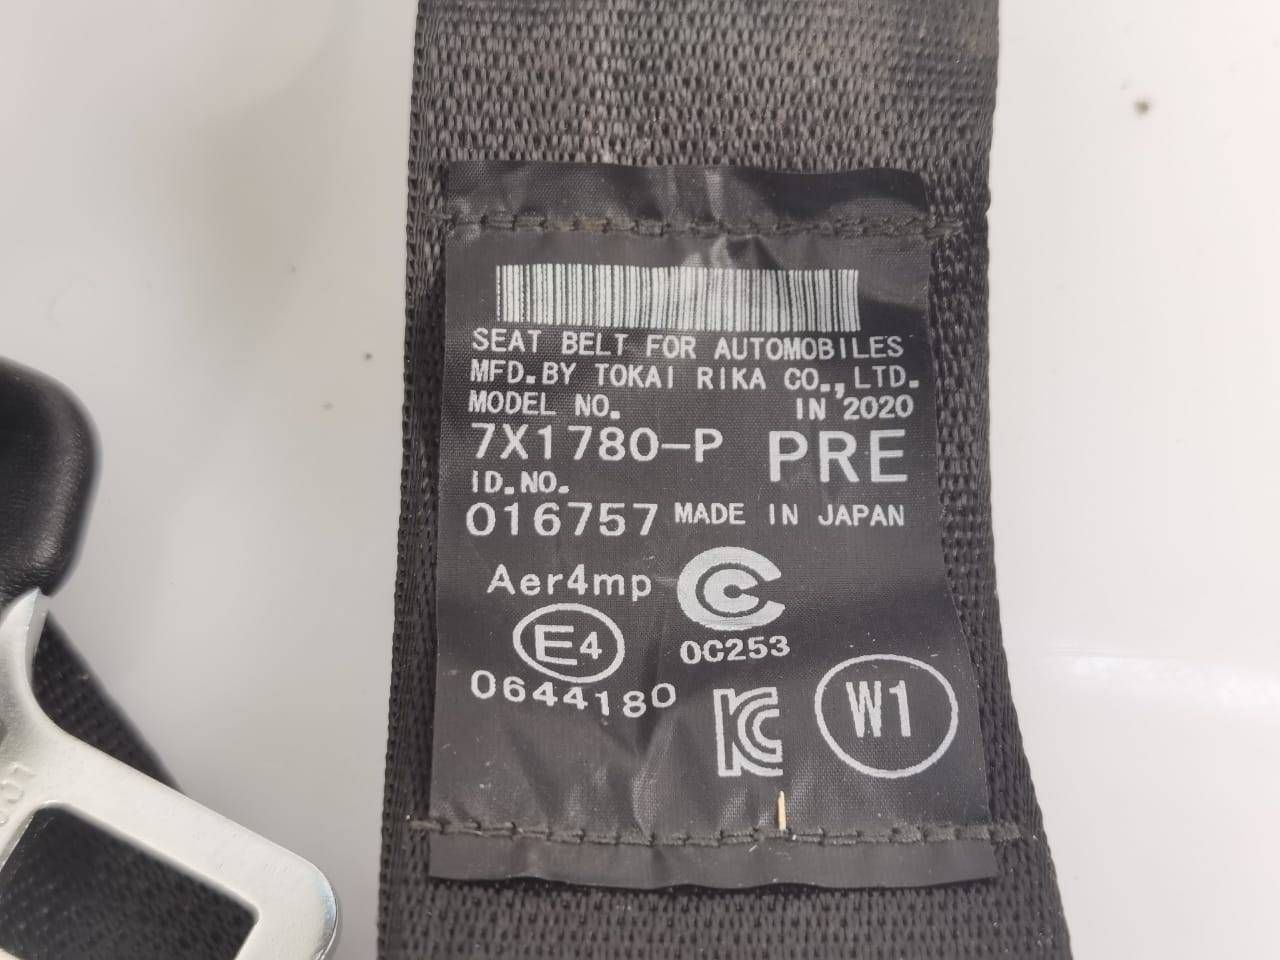 SEAT BELT FOR AUTOMOBILES
MFD.BY TOKAI RIKA CO.,LTD.
MODEL NO. IN 2020
7X1780-P PRE
ID.NO.
016757 MADE IN JAPAN
Aer4mp
E4
0C253
0644180
KC
W1